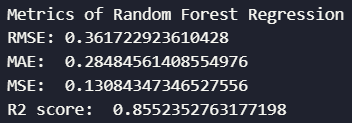 Metrics of Random Forest Regression
RMSE: 0.361722923610428
MAE:  0.28484561408554976
MSE:  0.13084347346527556
R2 score:  0.8552352763177198